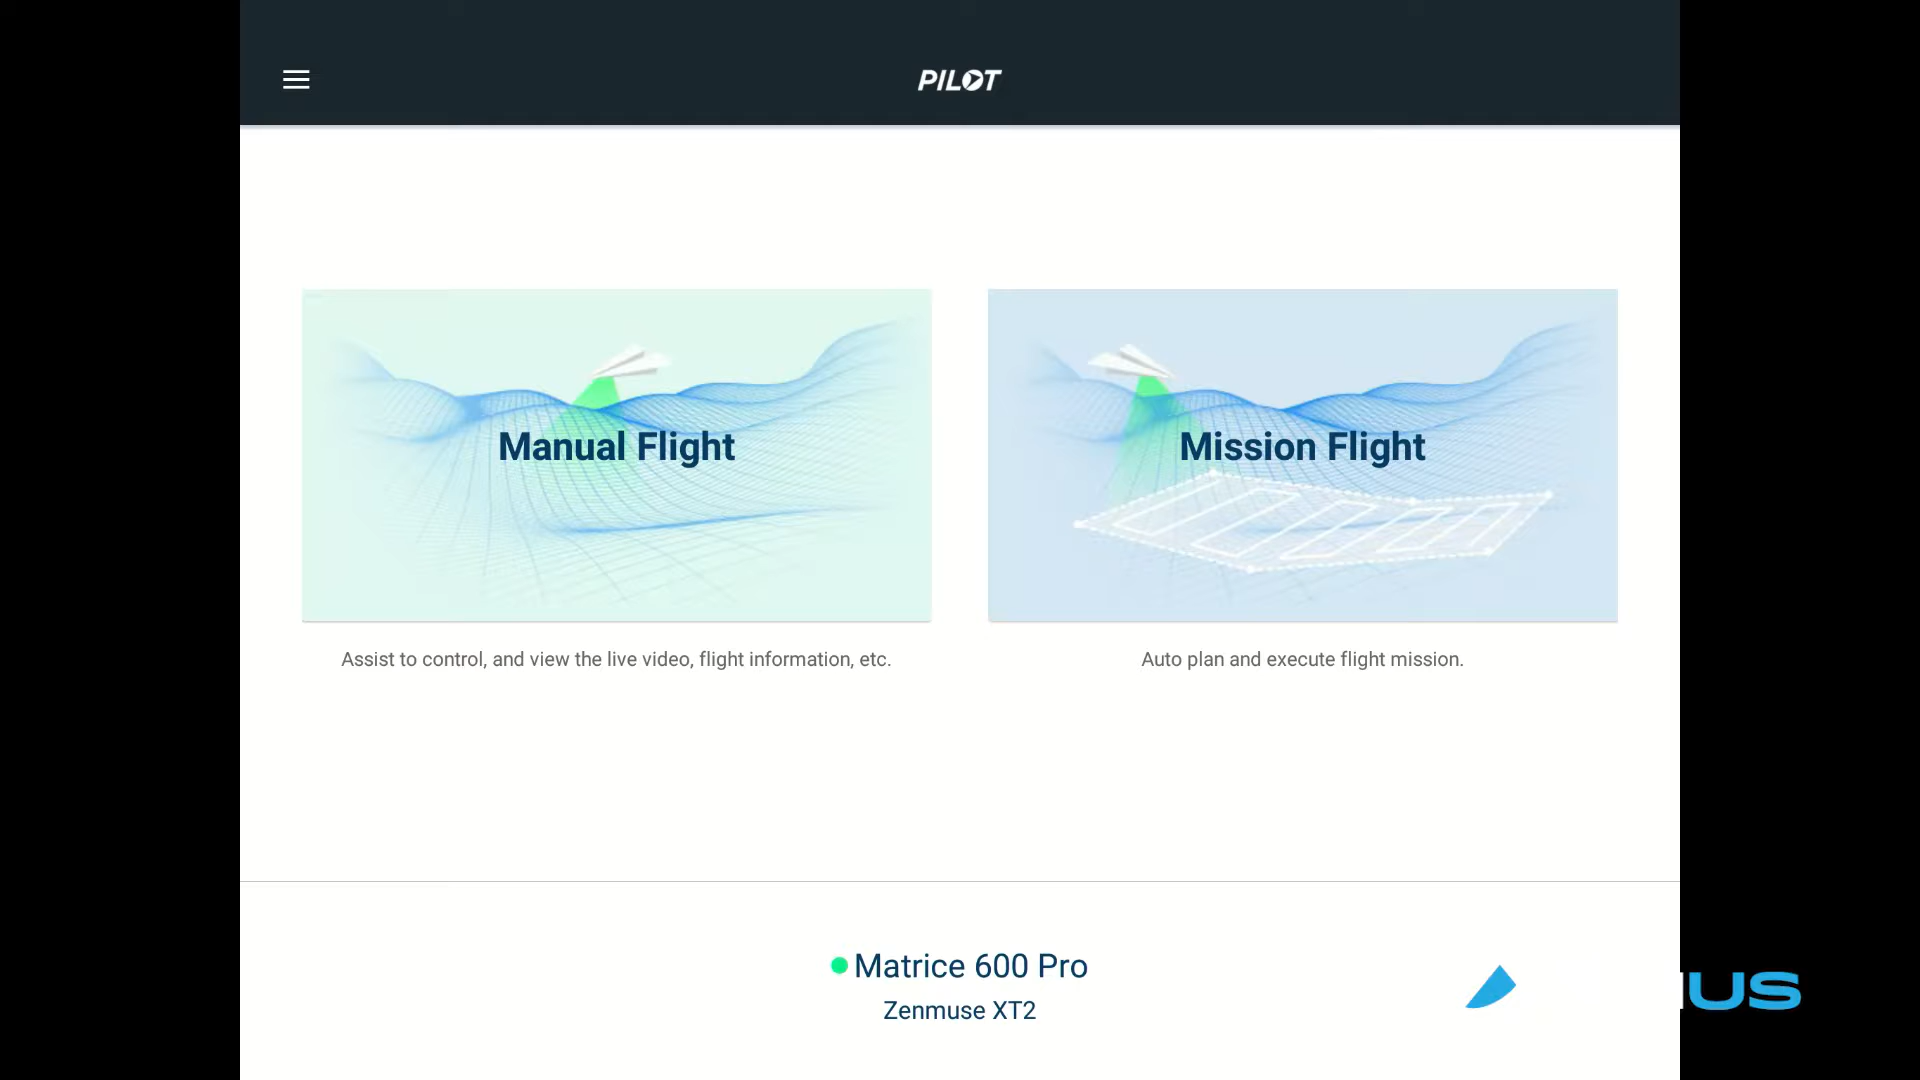 PILOT
Manual Flight
Mission Flight
Assist to control, and view the live video, flight information, etc.
Auto plan and execute flight mission.
Matrice 600 Pro
Zenmuse XT2
US